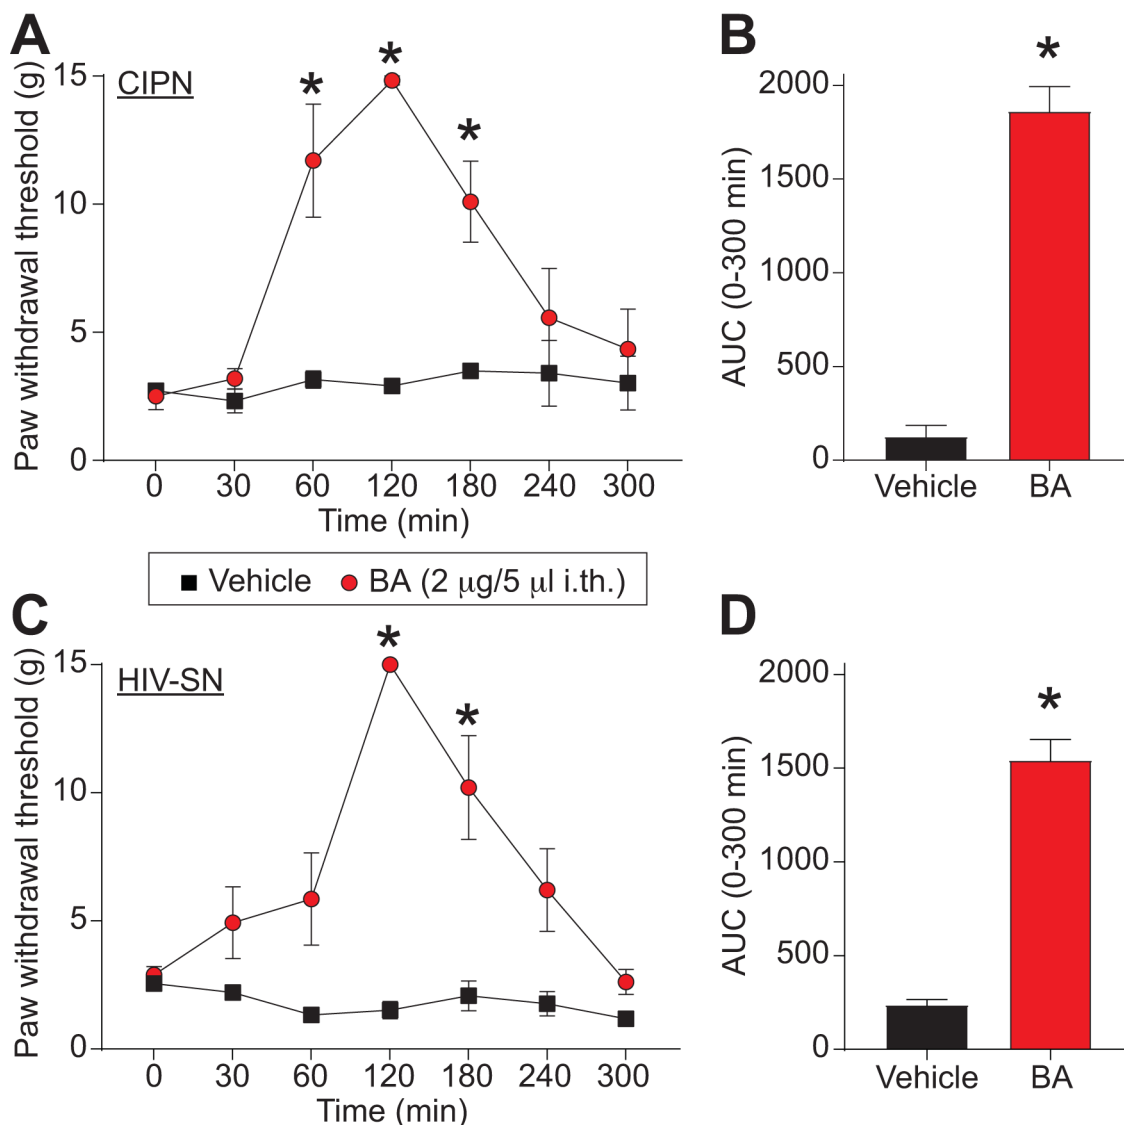 A
Paw withdrawal threshold (g)
CIPN
15
10
5
0
*
*
*
0 30 60 120 180 240 300
Time (min)
B
AUC (0-300 min)
2000
1500
1000
500
0
*
Vehicle BA
Vehicle BA (2 μg/5 μl i.th.)
C
Paw withdrawal threshold (g)
HIV-SN
15
10
5
0
*
*
0 30 60 120 180 240 300
Time (min)
D
AUC (0-300 min)
2000
1500
1000
500
0
*
Vehicle BA